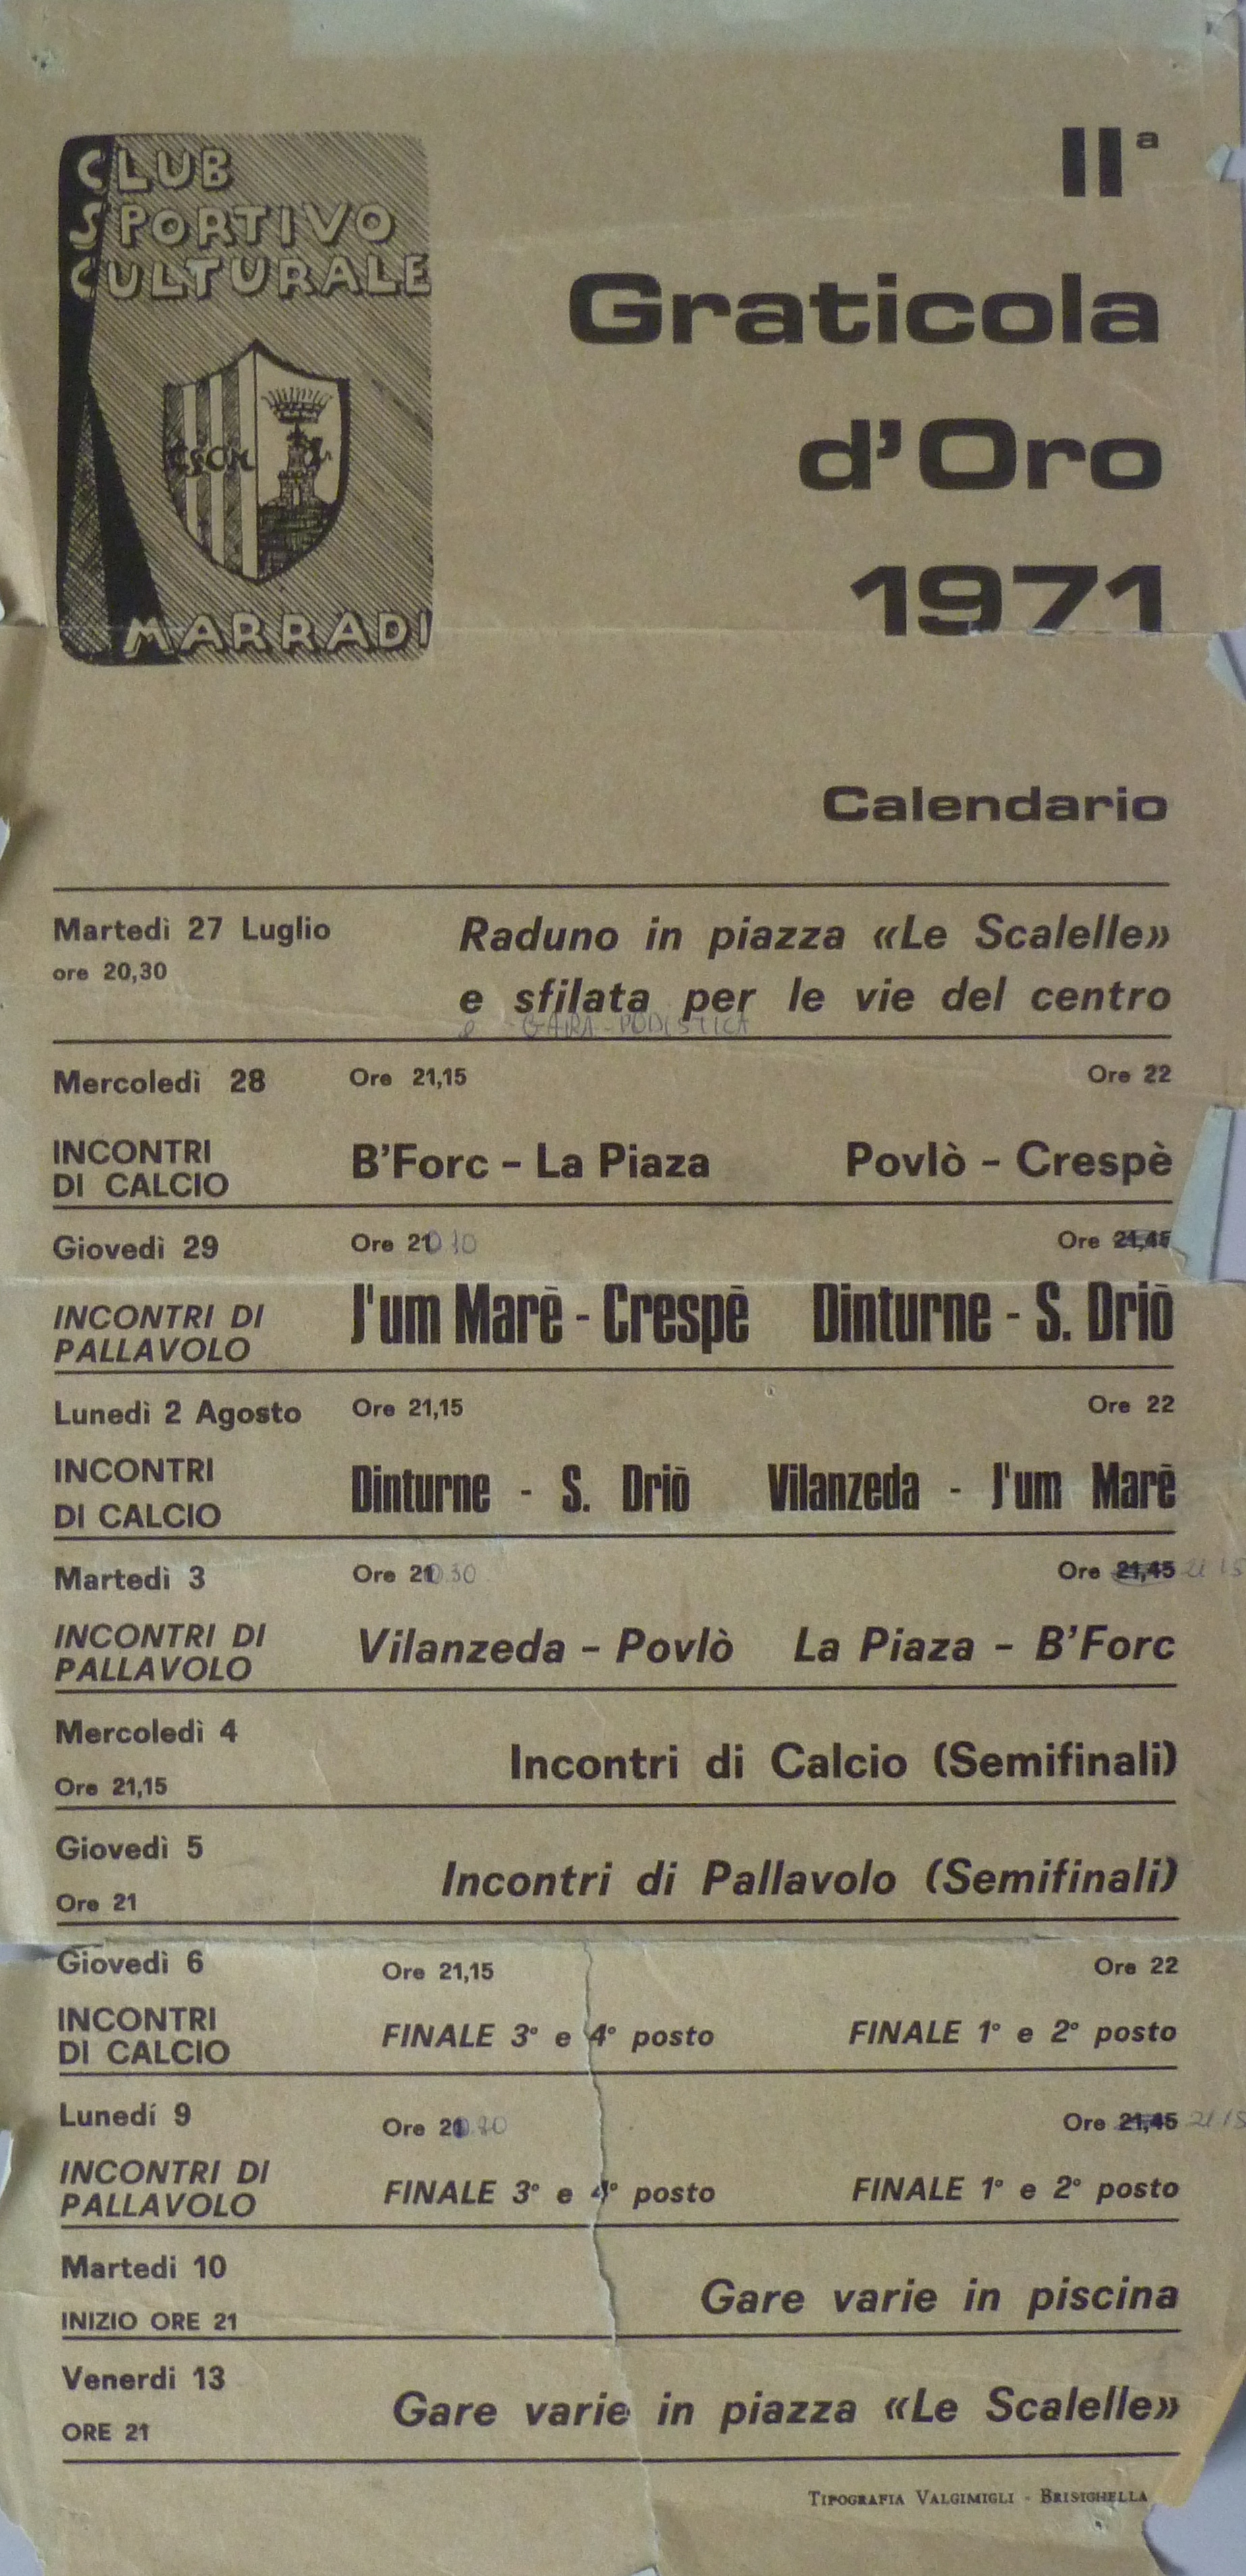 CLUB
SPORTIVO
CULTURALE
CSCM
MARRADI
IIª
Graticola
d'Oro
1971
Calendario
Martedì 27 Luglio
ore 20,30
Raduno in piazza «Le Scalelle»
e sfilata per le vie del centro
e - GARA - PODISTICA
Mercoledì 28 Ore 21,15 Ore 22
INCONTRI
DI CALCIO
B'Forc - La Piaza Povlò - Crespè
Giovedì 29 Ore 21 Ore 21,45
INCONTRI DI
PALLAVOLO
J'um Marē - Crespē Dinturne - S. Driō
Lunedì 2 Agosto Ore 21,15 Ore 22
INCONTRI
DI CALCIO
Dinturne - S. Driō Vilanzeda - J'um Marē
Martedì 3 Ore 21 30 Ore 21,45 21 15
INCONTRI DI
PALLAVOLO
Vilanzeda - Povlò La Piaza - B'Forc
Mercoledì 4
Ore 21,15
Incontri di Calcio (Semifinali)
Giovedì 5
Ore 21
Incontri di Pallavolo (Semifinali)
Giovedì 6 Ore 21,15 Ore 22
INCONTRI
DI CALCIO
FINALE 3° e 4° posto FINALE 1° e 2° posto
Lunedí 9 Ore 21 Ore 21,45 21 15
INCONTRI DI
PALLAVOLO
FINALE 3° e 4° posto FINALE 1° e 2° posto
Martedi 10
INIZIO ORE 21
Gare varie in piscina
Venerdi 13
ORE 21
Gare varie in piazza «Le Scalelle»
TIPOGRAFIA VALGIMIGLI - BRISIGHELLA